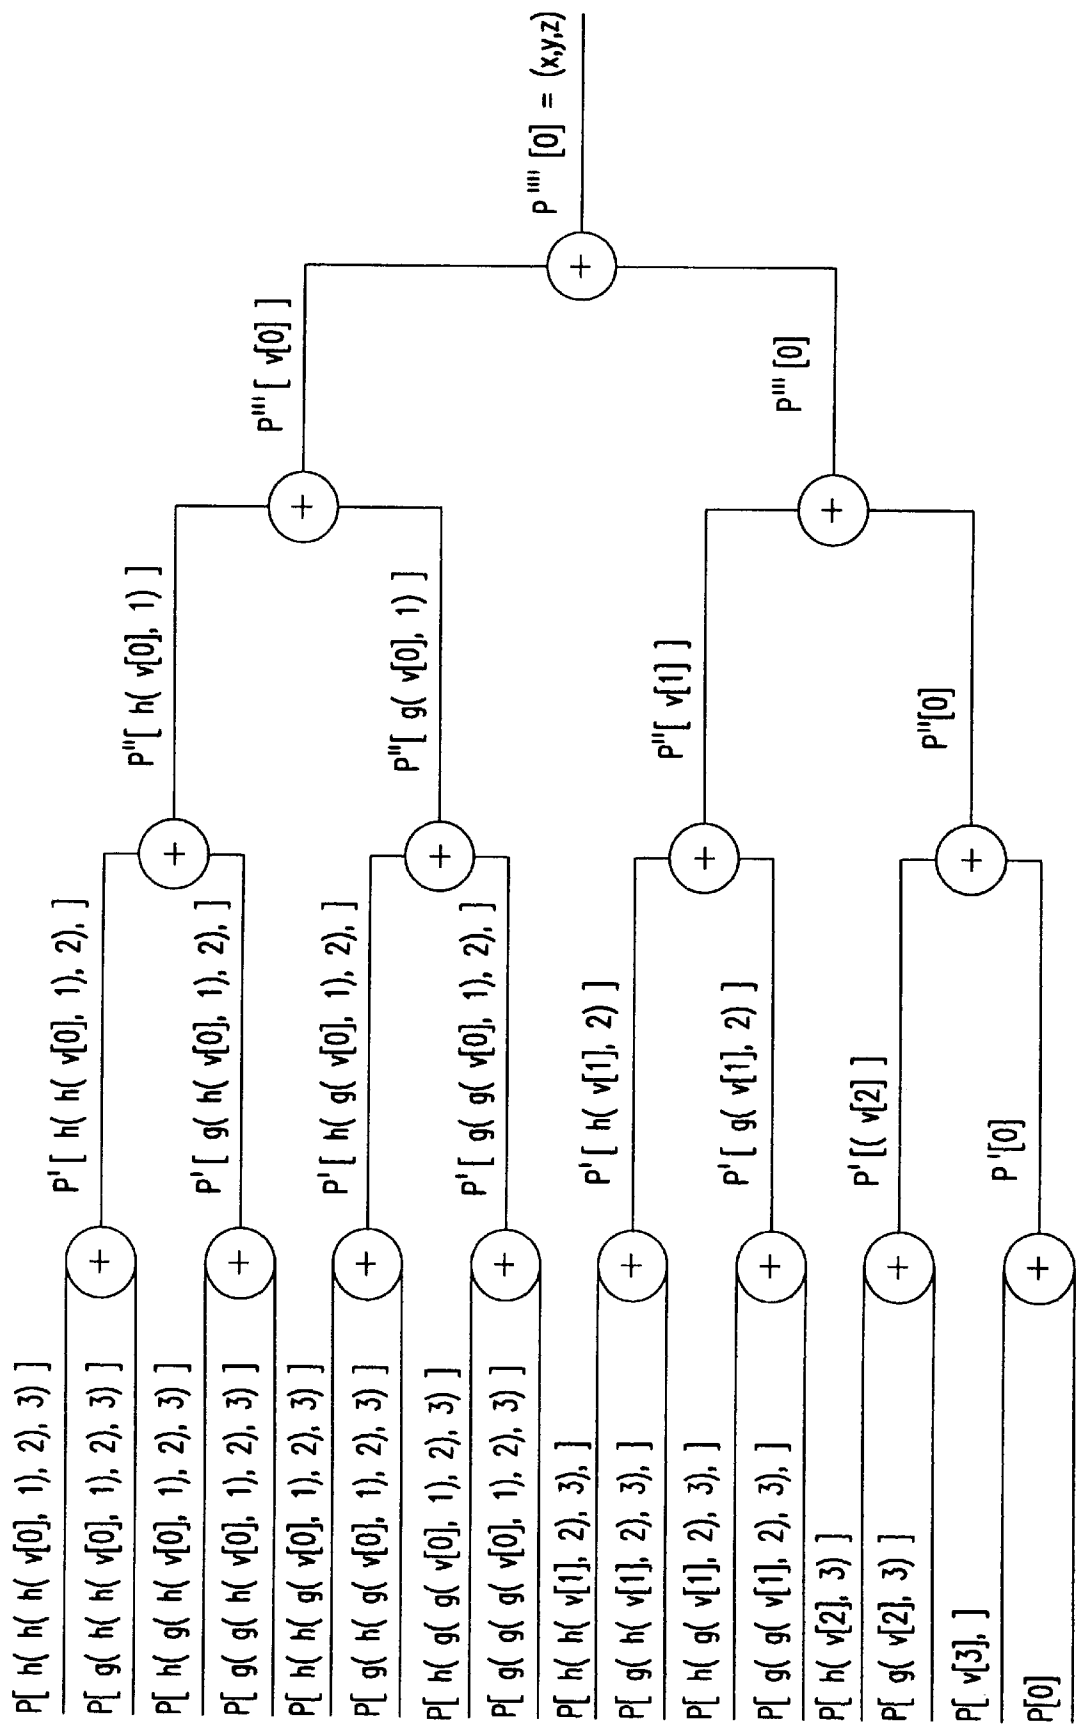 P[ h( h( h( v[0], 1), 2), 3) ]
P[ g( h( h( v[0], 1), 2), 3) ]
P[ h( g( h( v[0], 1), 2), 3) ]
P[ g( g( h( v[0], 1), 2), 3) ]
P[ h( h( g( v[0], 1), 2), 3) ]
P[ g( h( g( v[0], 1), 2), 3) ]
P[ h( g( g( v[0], 1), 2), 3) ]
P[ g( g( g( v[0], 1), 2), 3) ]
P[ h( h( v[1], 2), 3), ]
P[ g( h( v[1], 2), 3), ]
P[ h( g( v[1], 2), 3), ]
P[ g( g( v[1], 2), 3), ]
P[ h( v[2], 3) ]
P[ g( v[2], 3) ]
P[ v[3], ]
P[0]
+
+
+
+
+
+
+
+
P' [ h( h( v[0], 1), 2), ]
P' [ g( h( v[0], 1), 2), ]
P' [ h( g( v[0], 1), 2), ]
P' [ g( g( v[0], 1), 2), ]
P' [ h( v[1], 2) ]
P' [ g( v[1], 2) ]
P' [( v[2] ]
P'[0]
+
+
+
+
P''[ h( v[0], 1) ]
P''[ g( v[0], 1) ]
P''[ v[1] ]
P''[0]
+
+
P'''[ v[0] ]
P'''[0]
+
P'''' [0] = (x,y,z)